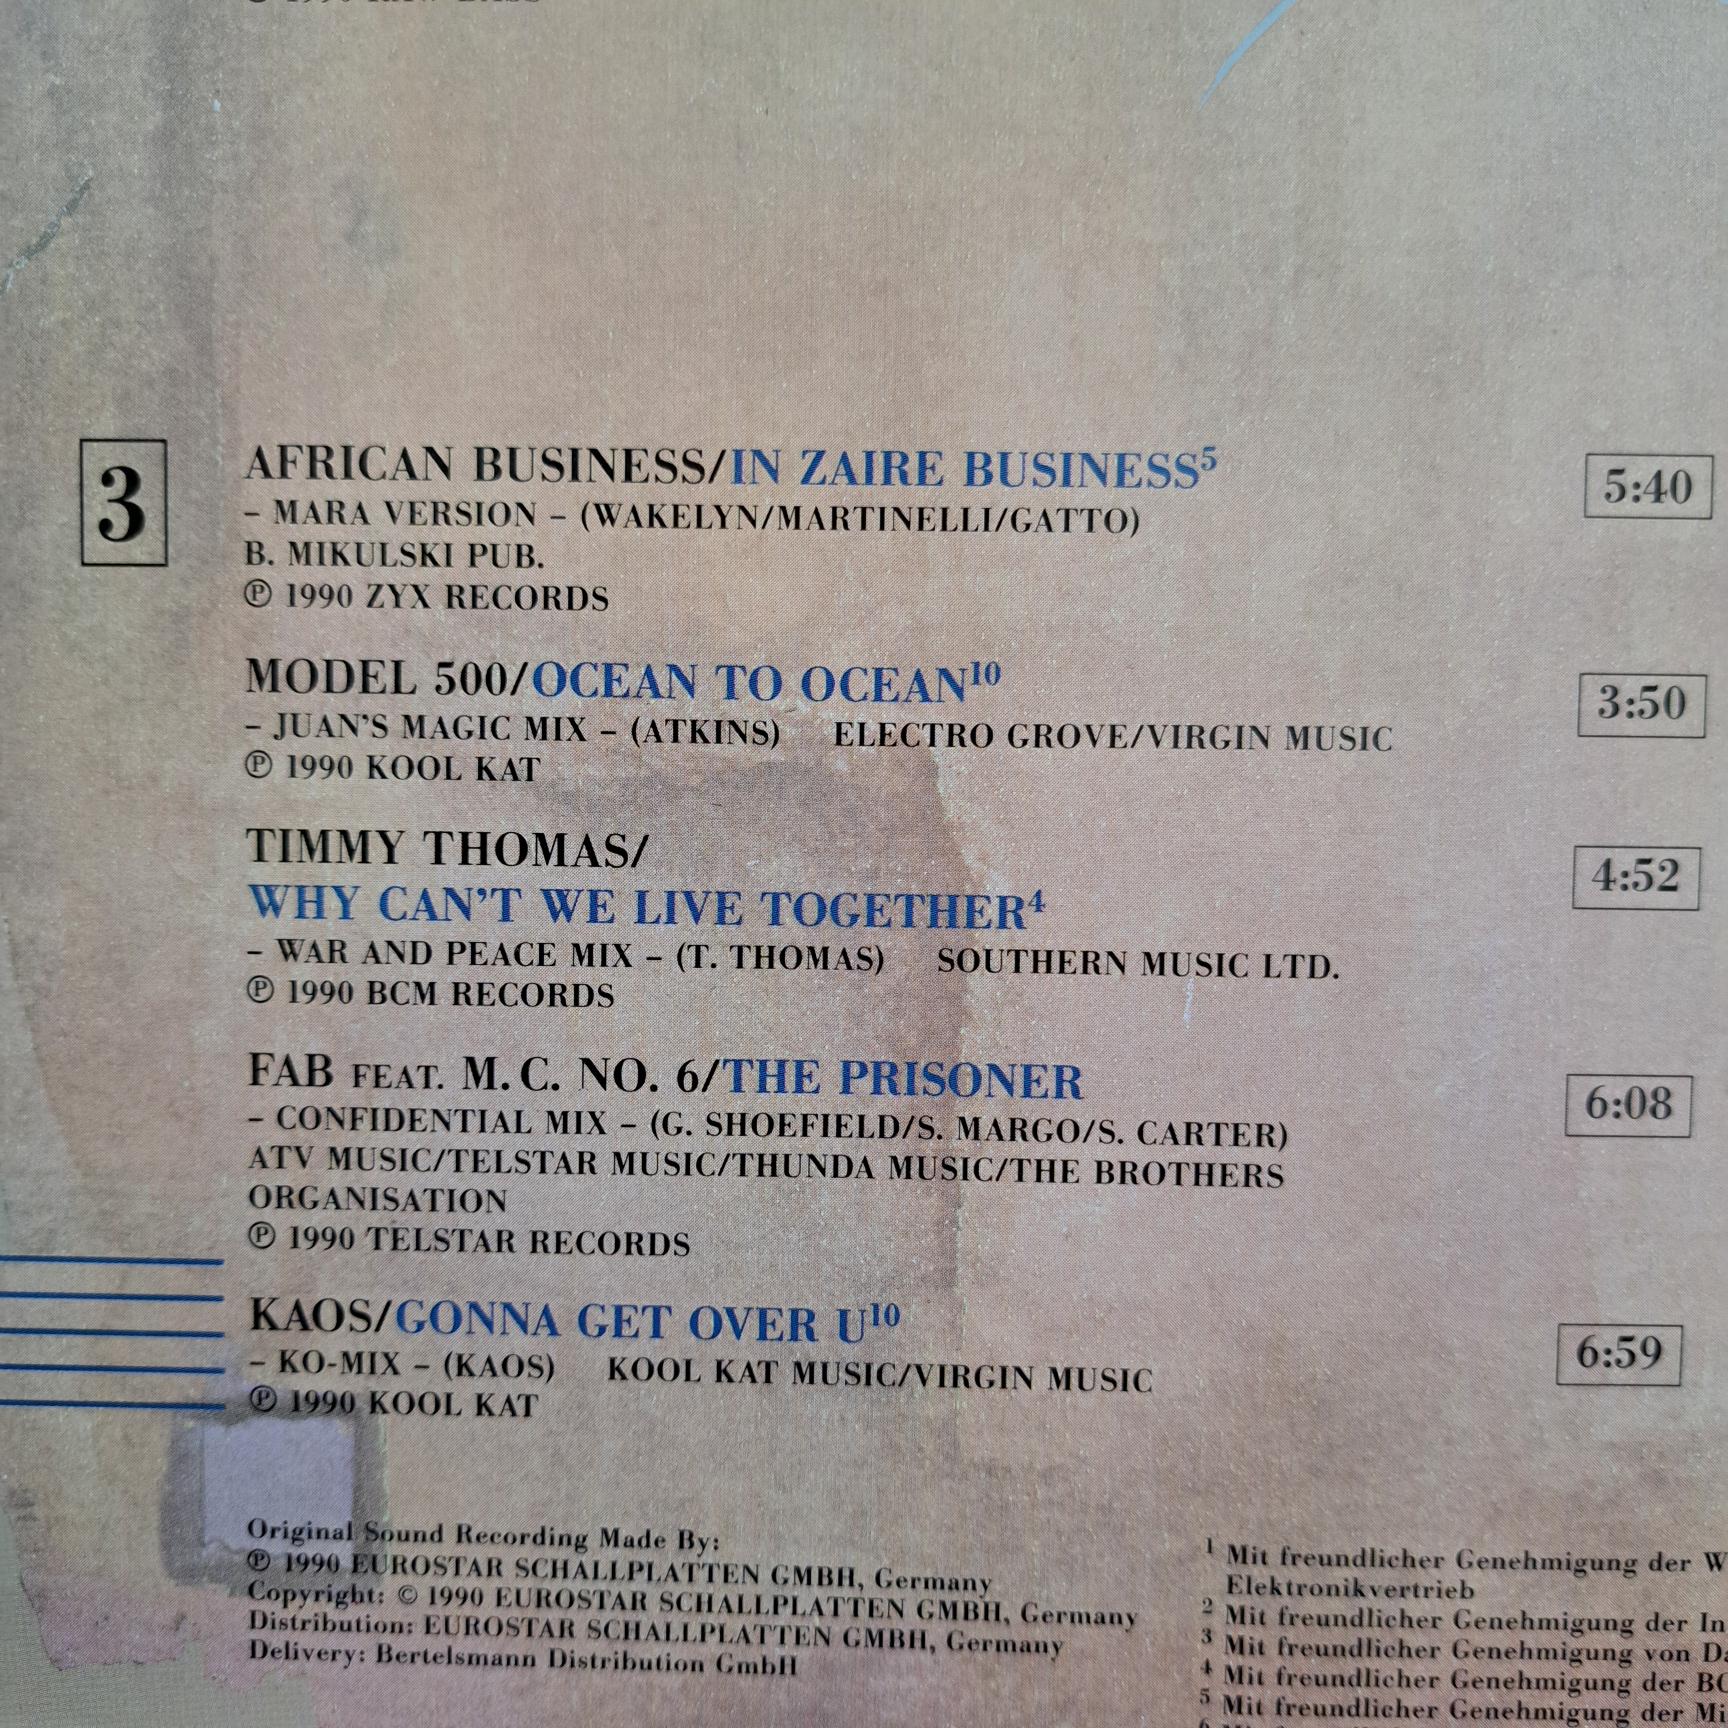 3
AFRICAN BUSINESS/IN ZAIRE BUSINESS⁵ 5:40
– MARA VERSION – (WAKELYN/MARTINELLI/GATTO)
B. MIKULSKI PUB.
℗ 1990 ZYX RECORDS
MODEL 500/OCEAN TO OCEAN¹⁰ 3:50
– JUAN'S MAGIC MIX – (ATKINS) ELECTRO GROVE/VIRGIN MUSIC
℗ 1990 KOOL KAT
TIMMY THOMAS/
WHY CAN'T WE LIVE TOGETHER⁴ 4:52
– WAR AND PEACE MIX – (T. THOMAS) SOUTHERN MUSIC LTD.
℗ 1990 BCM RECORDS
FAB FEAT. M.C. NO. 6/THE PRISONER 6:08
– CONFIDENTIAL MIX – (G. SHOEFIELD/S. MARGO/S. CARTER)
ATV MUSIC/TELSTAR MUSIC/THUNDA MUSIC/THE BROTHERS
ORGANISATION
℗ 1990 TELSTAR RECORDS
KAOS/GONNA GET OVER U¹⁰ 6:59
– KO-MIX – (KAOS) KOOL KAT MUSIC/VIRGIN MUSIC
℗ 1990 KOOL KAT
Original Sound Recording Made By:
℗ 1990 EUROSTAR SCHALLPLATTEN GMBH, Germany
Copyright: © 1990 EUROSTAR SCHALLPLATTEN GMBH, Germany
Distribution: EUROSTAR SCHALLPLATTEN GMBH, Germany
Delivery: Bertelsmann Distribution GmbH
¹ Mit freundlicher Genehmigung der W
Elektronikvertrieb
² Mit freundlicher Genehmigung der In
³ Mit freundlicher Genehmigung von Da
⁴ Mit freundlicher Genehmigung der BC
⁵ Mit freundlicher Genehmigung der Mi